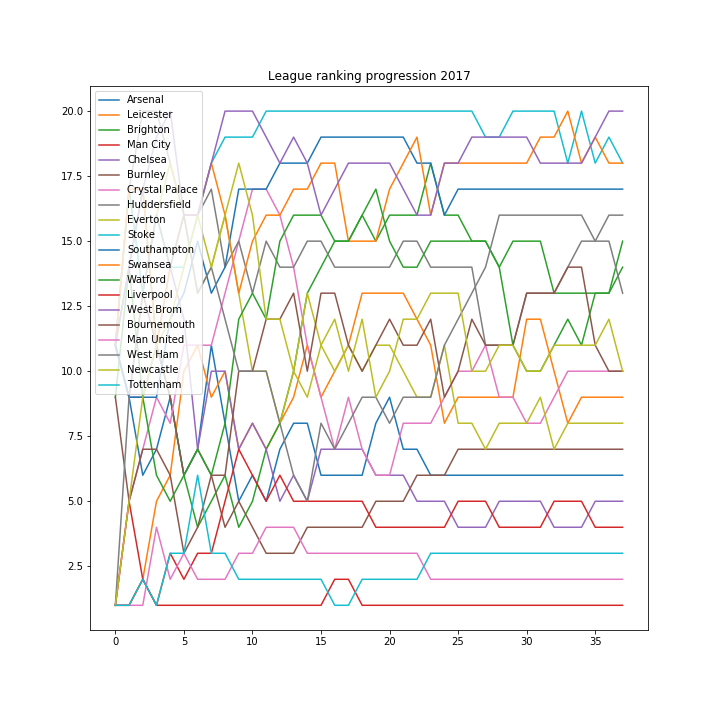 League ranking progression 2017
20.0
17.5
15.0
12.5
10.0
7.5
5.0
2.5
Arsenal
Leicester
Brighton
Man City
Chelsea
Burnley
Crystal Palace
Huddersfield
Everton
Stoke
Southampton
Swansea
Watford
Liverpool
West Brom
Bournemouth
Man United
West Ham
Newcastle
Tottenham
0 5 10 15 20 25 30 35